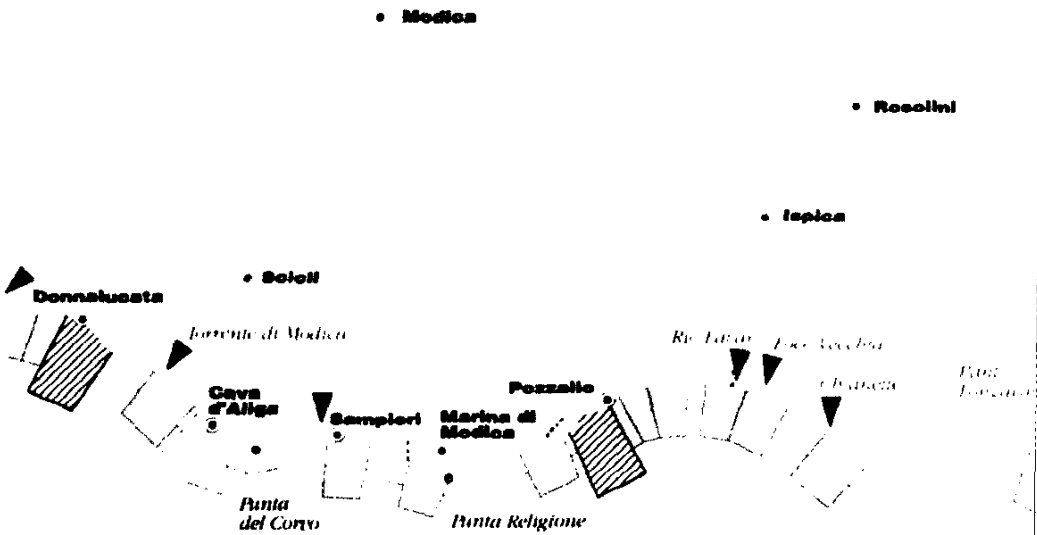 Modica
Rosolini
Ispica
Scicli
Donnalucata
Torrente di Modica
Cava
d'Aliga
Sampieri
Marina di
Modica
Pozzallo
Punta
del Corvo
Punta Religione